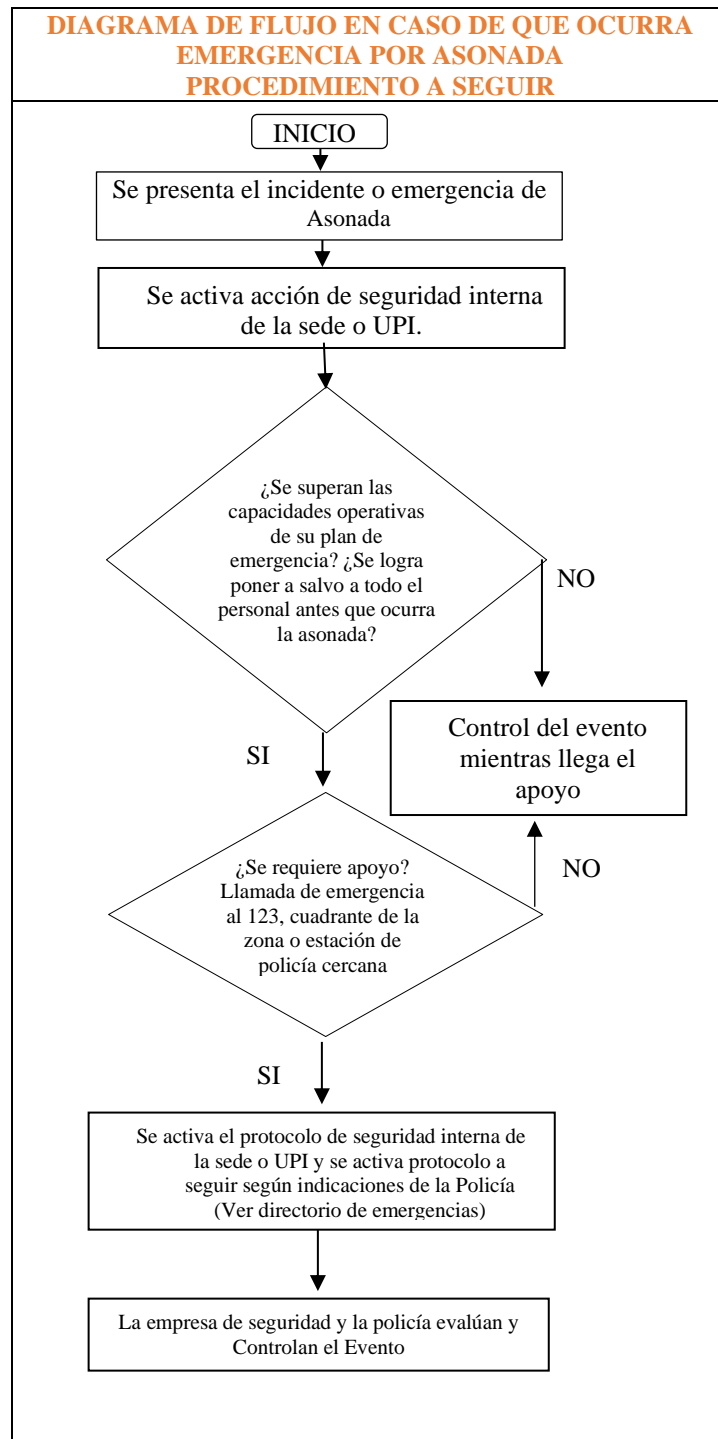 DIAGRAMA DE FLUJO EN CASO DE QUE OCURRA
EMERGENCIA POR ASONADA
PROCEDIMIENTO A SEGUIR
INICIO
Se presenta el incidente o emergencia de
Asonada
Se activa acción de seguridad interna
de la sede o UPI.
¿Se superan las
capacidades operativas
de su plan de
emergencia? ¿Se logra
poner a salvo a todo el
personal antes que ocurra
la asonada?
NO
Control del evento
mientras llega el
apoyo
SI
¿Se requiere apoyo?
Llamada de emergencia
al 123, cuadrante de la
zona o estación de
policía cercana
NO
SI
Se activa el protocolo de seguridad interna de
la sede o UPI y se activa protocolo a
seguir según indicaciones de la Policía
(Ver directorio de emergencias)
La empresa de seguridad y la policía evalúan y
Controlan el Evento